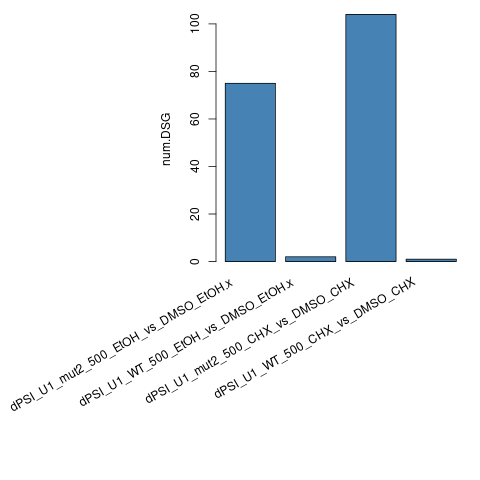 num.DSG
100
80
60
40
20
0
dPSI_U1_mut2_500_EtOH_vs_DMSO_EtOH.x
dPSI_U1_WT_500_EtOH_vs_DMSO_EtOH.x
dPSI_U1_mut2_500_CHX_vs_DMSO_CHX
dPSI_U1_WT_500_CHX_vs_DMSO_CHX